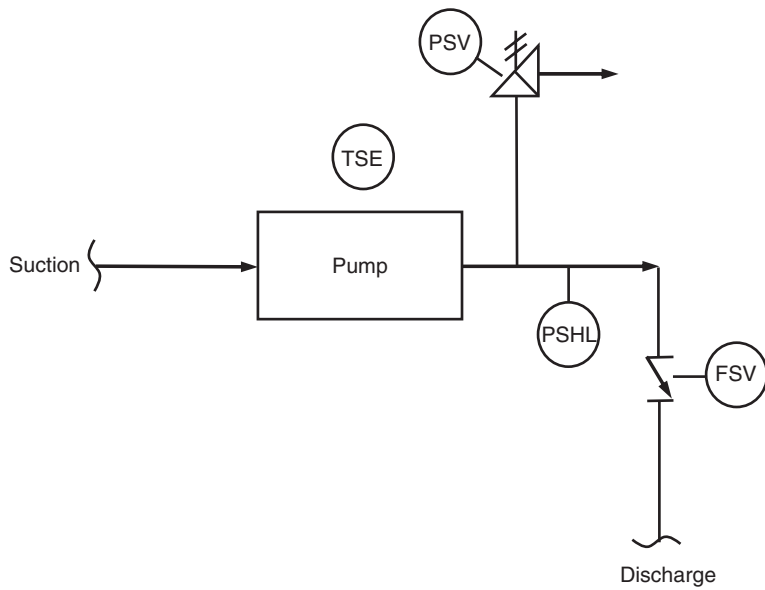 PSV
TSE
Suction
Pump
PSHL
FSV
Discharge